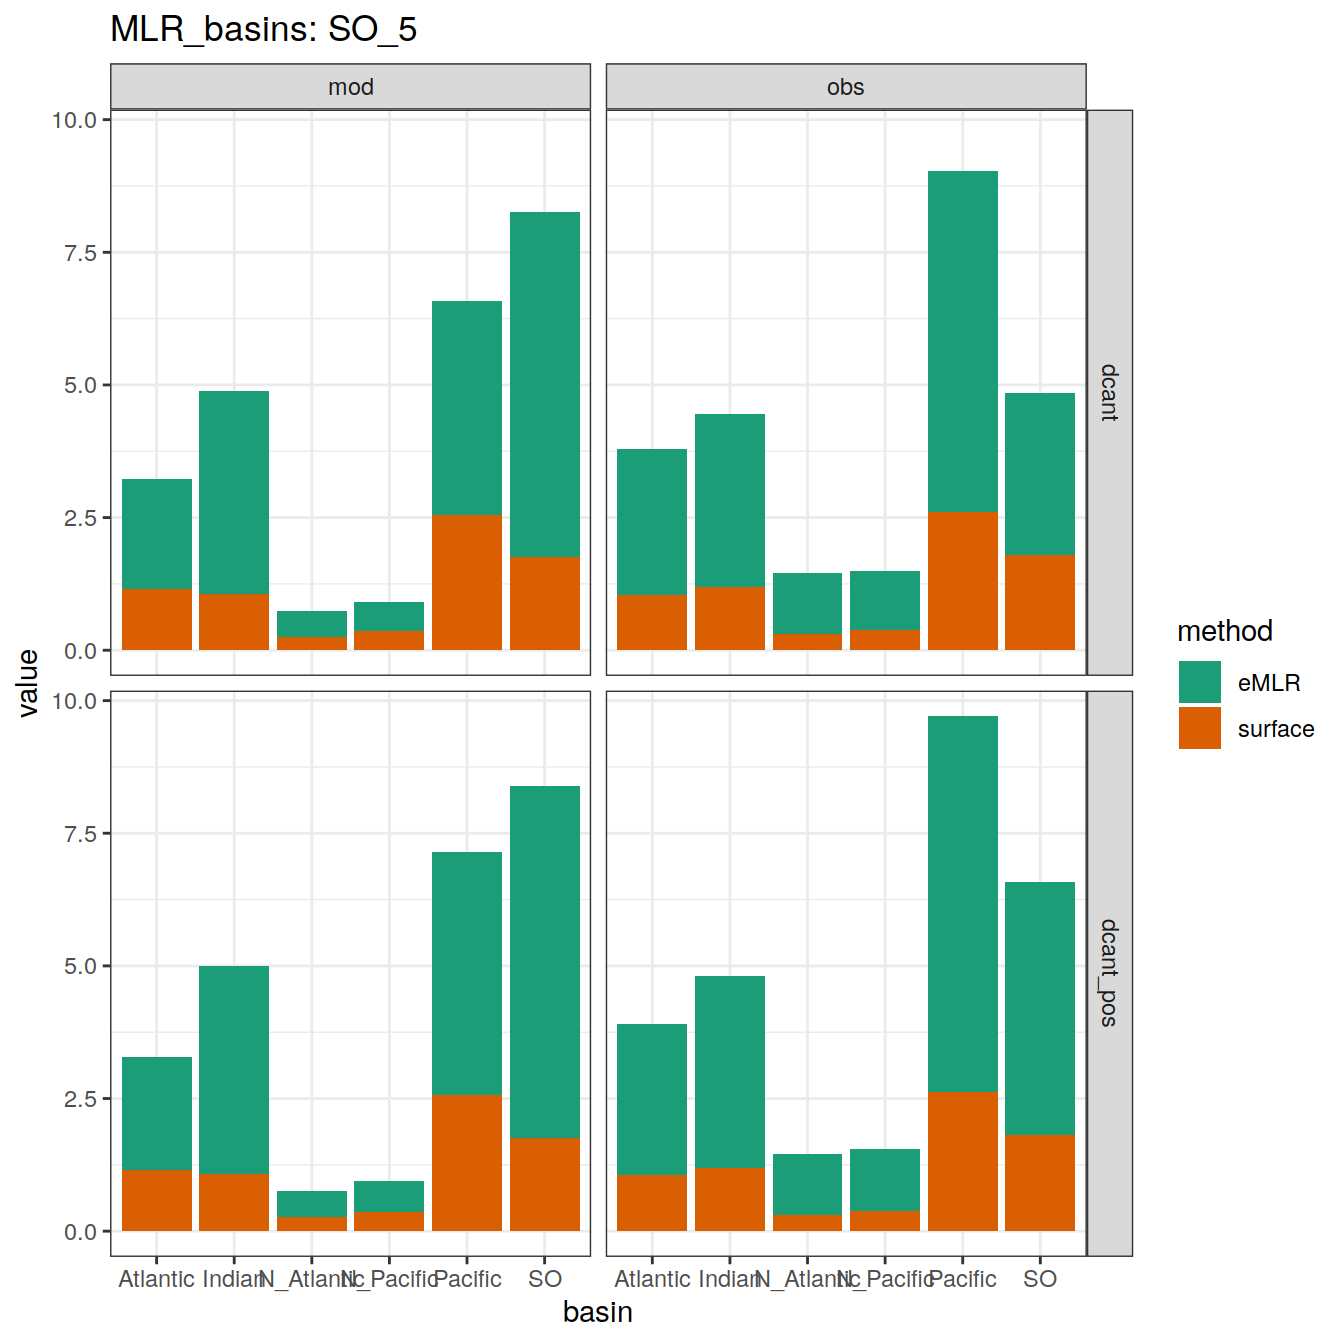 MLR_basins: SO_5
mod
obs
10.0
7.5
5.0
2.5
0.0
dcant
10.0
7.5
5.0
2.5
0.0
dcant_pos
value
Atlantic Indian N_Atlantic N_Pacific Pacific SO
Atlantic Indian N_Atlantic N_Pacific Pacific SO
basin
method
eMLR
surface